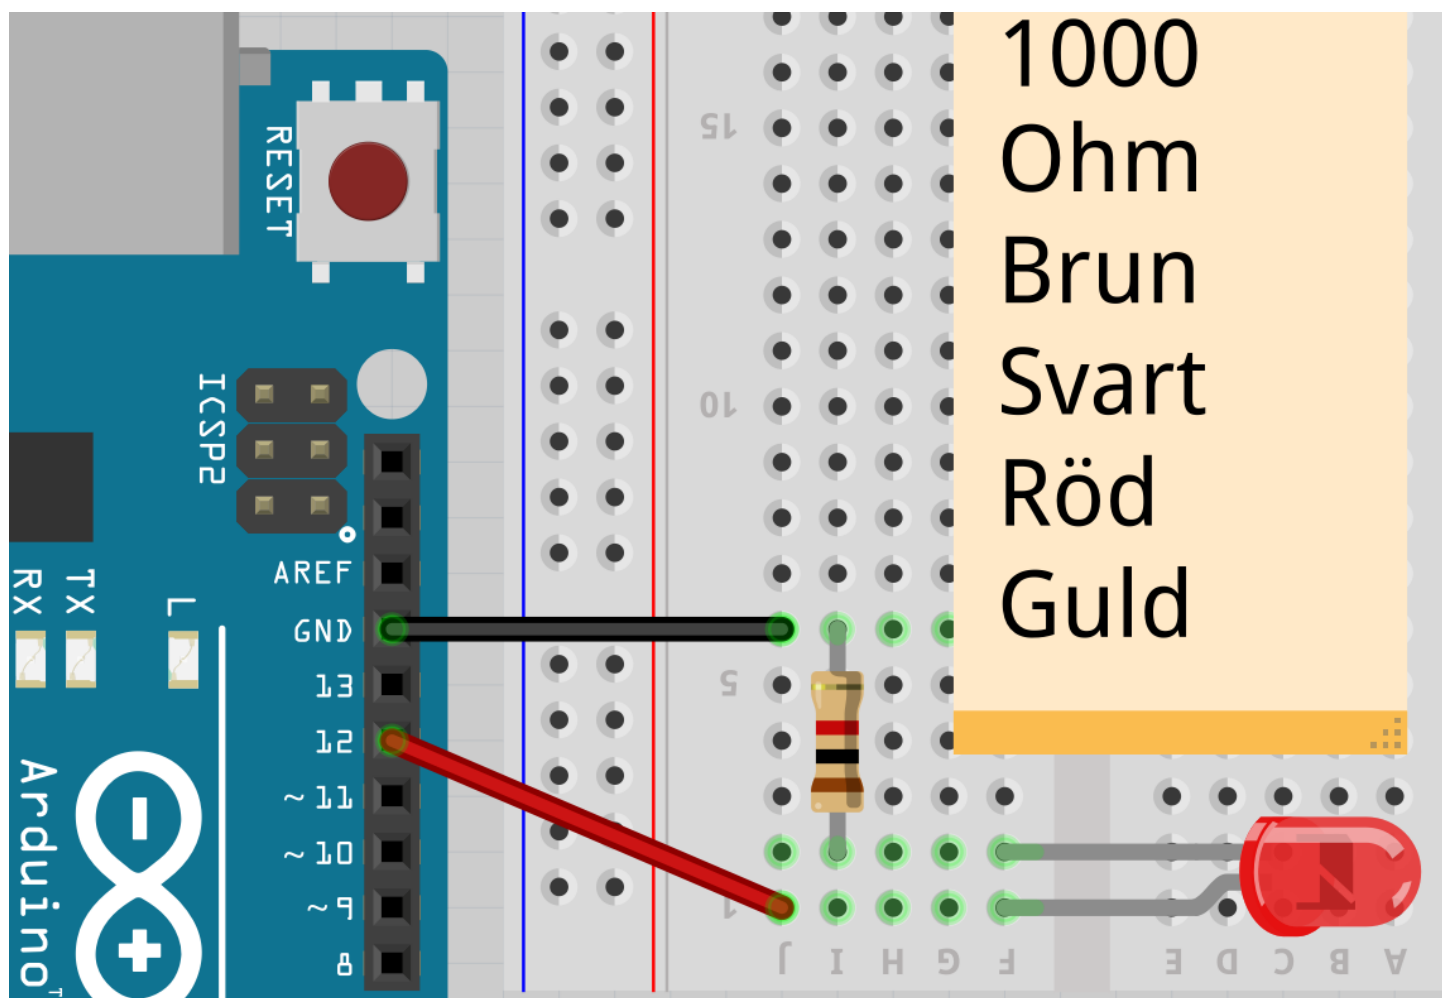 1000
Ohm
Brun
Svart
Röd
Guld
RESET
ICSP2
AREF
GND
13
12
~11
~10
~9
8
RX
TX
L
Arduino™
15
10
5
1
J I H G F E D C B A